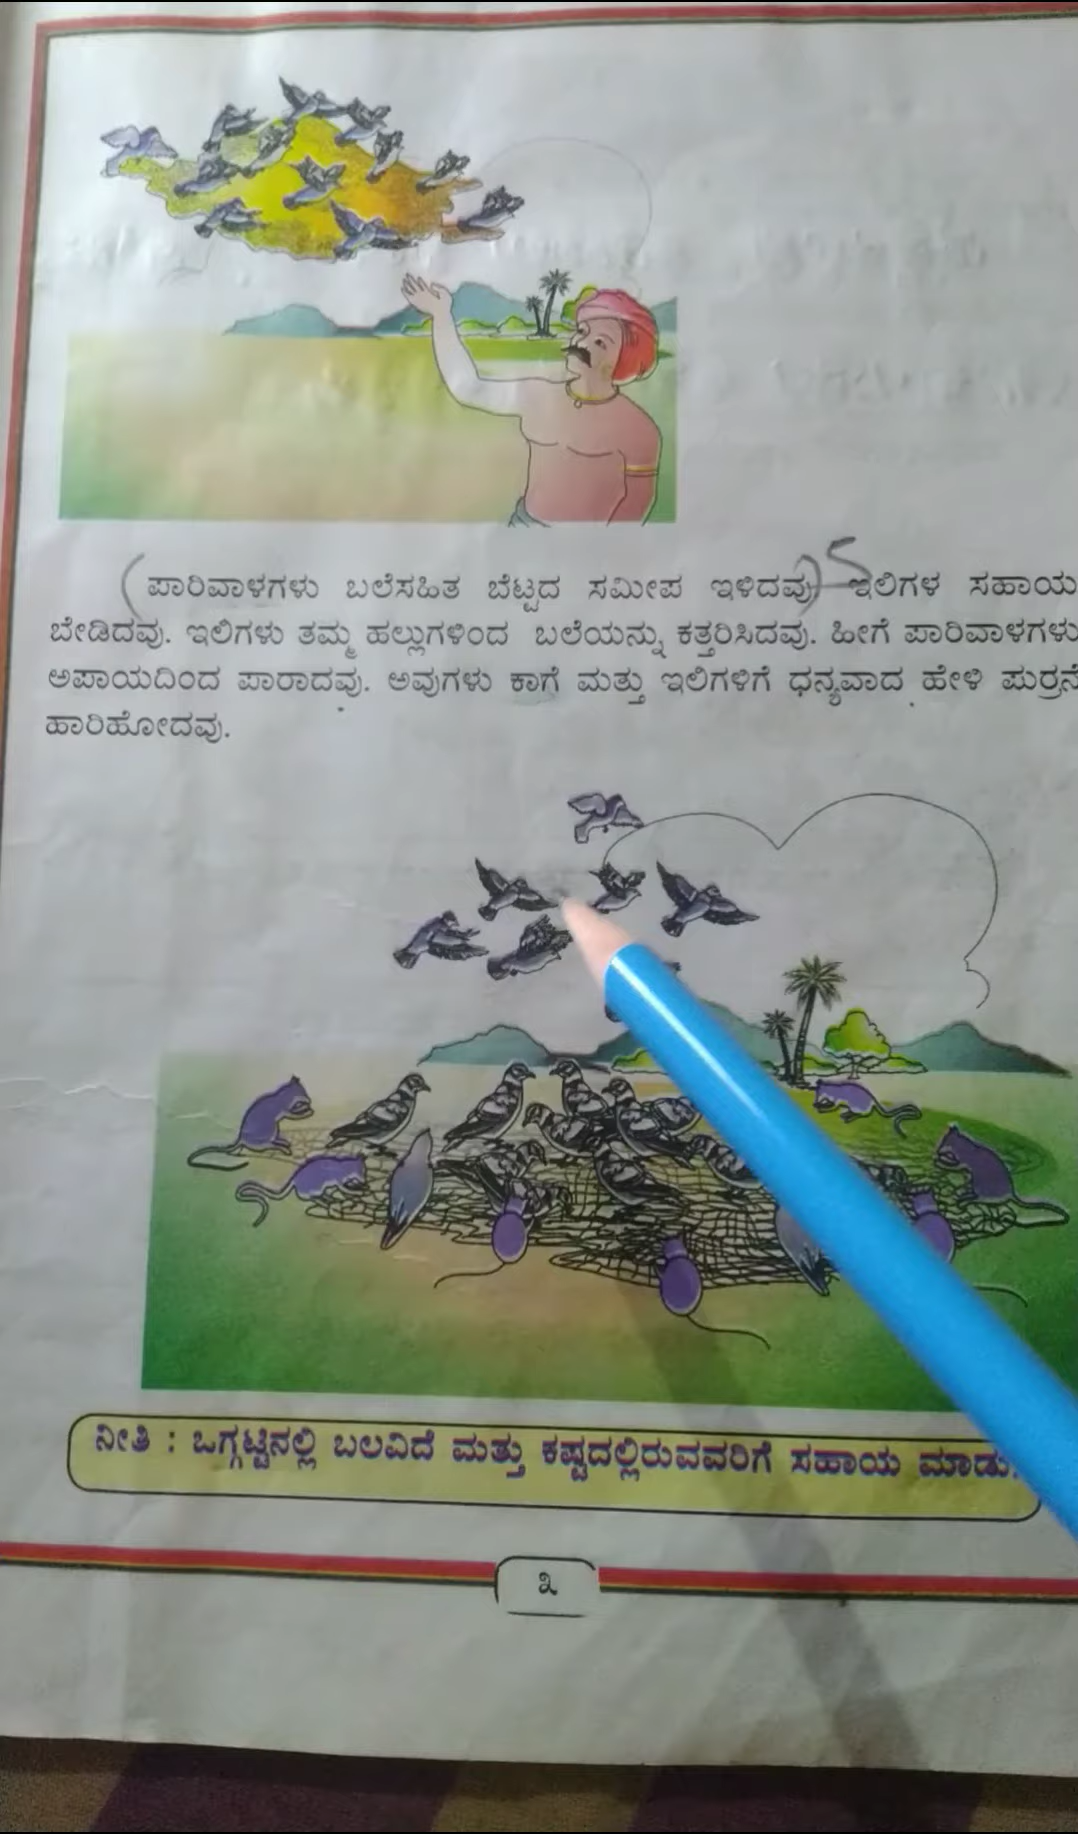 ಪಾರಿವಾಳಗಳು ಬಲೆಸಹಿತ ಬೆಟ್ಟದ ಸಮೀಪ ಇಳಿದವು. ಇಲಿಗಳ ಸಹಾಯ
ಬೇಡಿದವು. ಇಲಿಗಳು ತಮ್ಮ ಹಲ್ಲುಗಳಿಂದ ಬಲೆಯನ್ನು ಕತ್ತರಿಸಿದವು. ಹೀಗೆ ಪಾರಿವಾಳಗಳು
ಅಪಾಯದಿಂದ ಪಾರಾದವು. ಅವುಗಳು ಕಾಗೆ ಮತ್ತು ಇಲಿಗಳಿಗೆ ಧನ್ಯವಾದ ಹೇಳಿ ಪುರ್ರನೆ
ಹಾರಿಹೋದವು.
ನೀತಿ : ಒಗ್ಗಟ್ಟಿನಲ್ಲಿ ಬಲವಿದೆ ಮತ್ತು ಕಷ್ಟದಲ್ಲಿರುವವರಿಗೆ ಸಹಾಯ ಮಾಡು.
೩